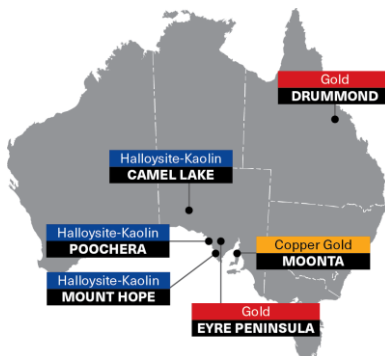 Gold
DRUMMOND
Halloysite-Kaolin
CAMEL LAKE
Halloysite-Kaolin
POOCHERA
Copper Gold
MOONTA
Halloysite-Kaolin
MOUNT HOPE
Gold
EYRE PENINSULA